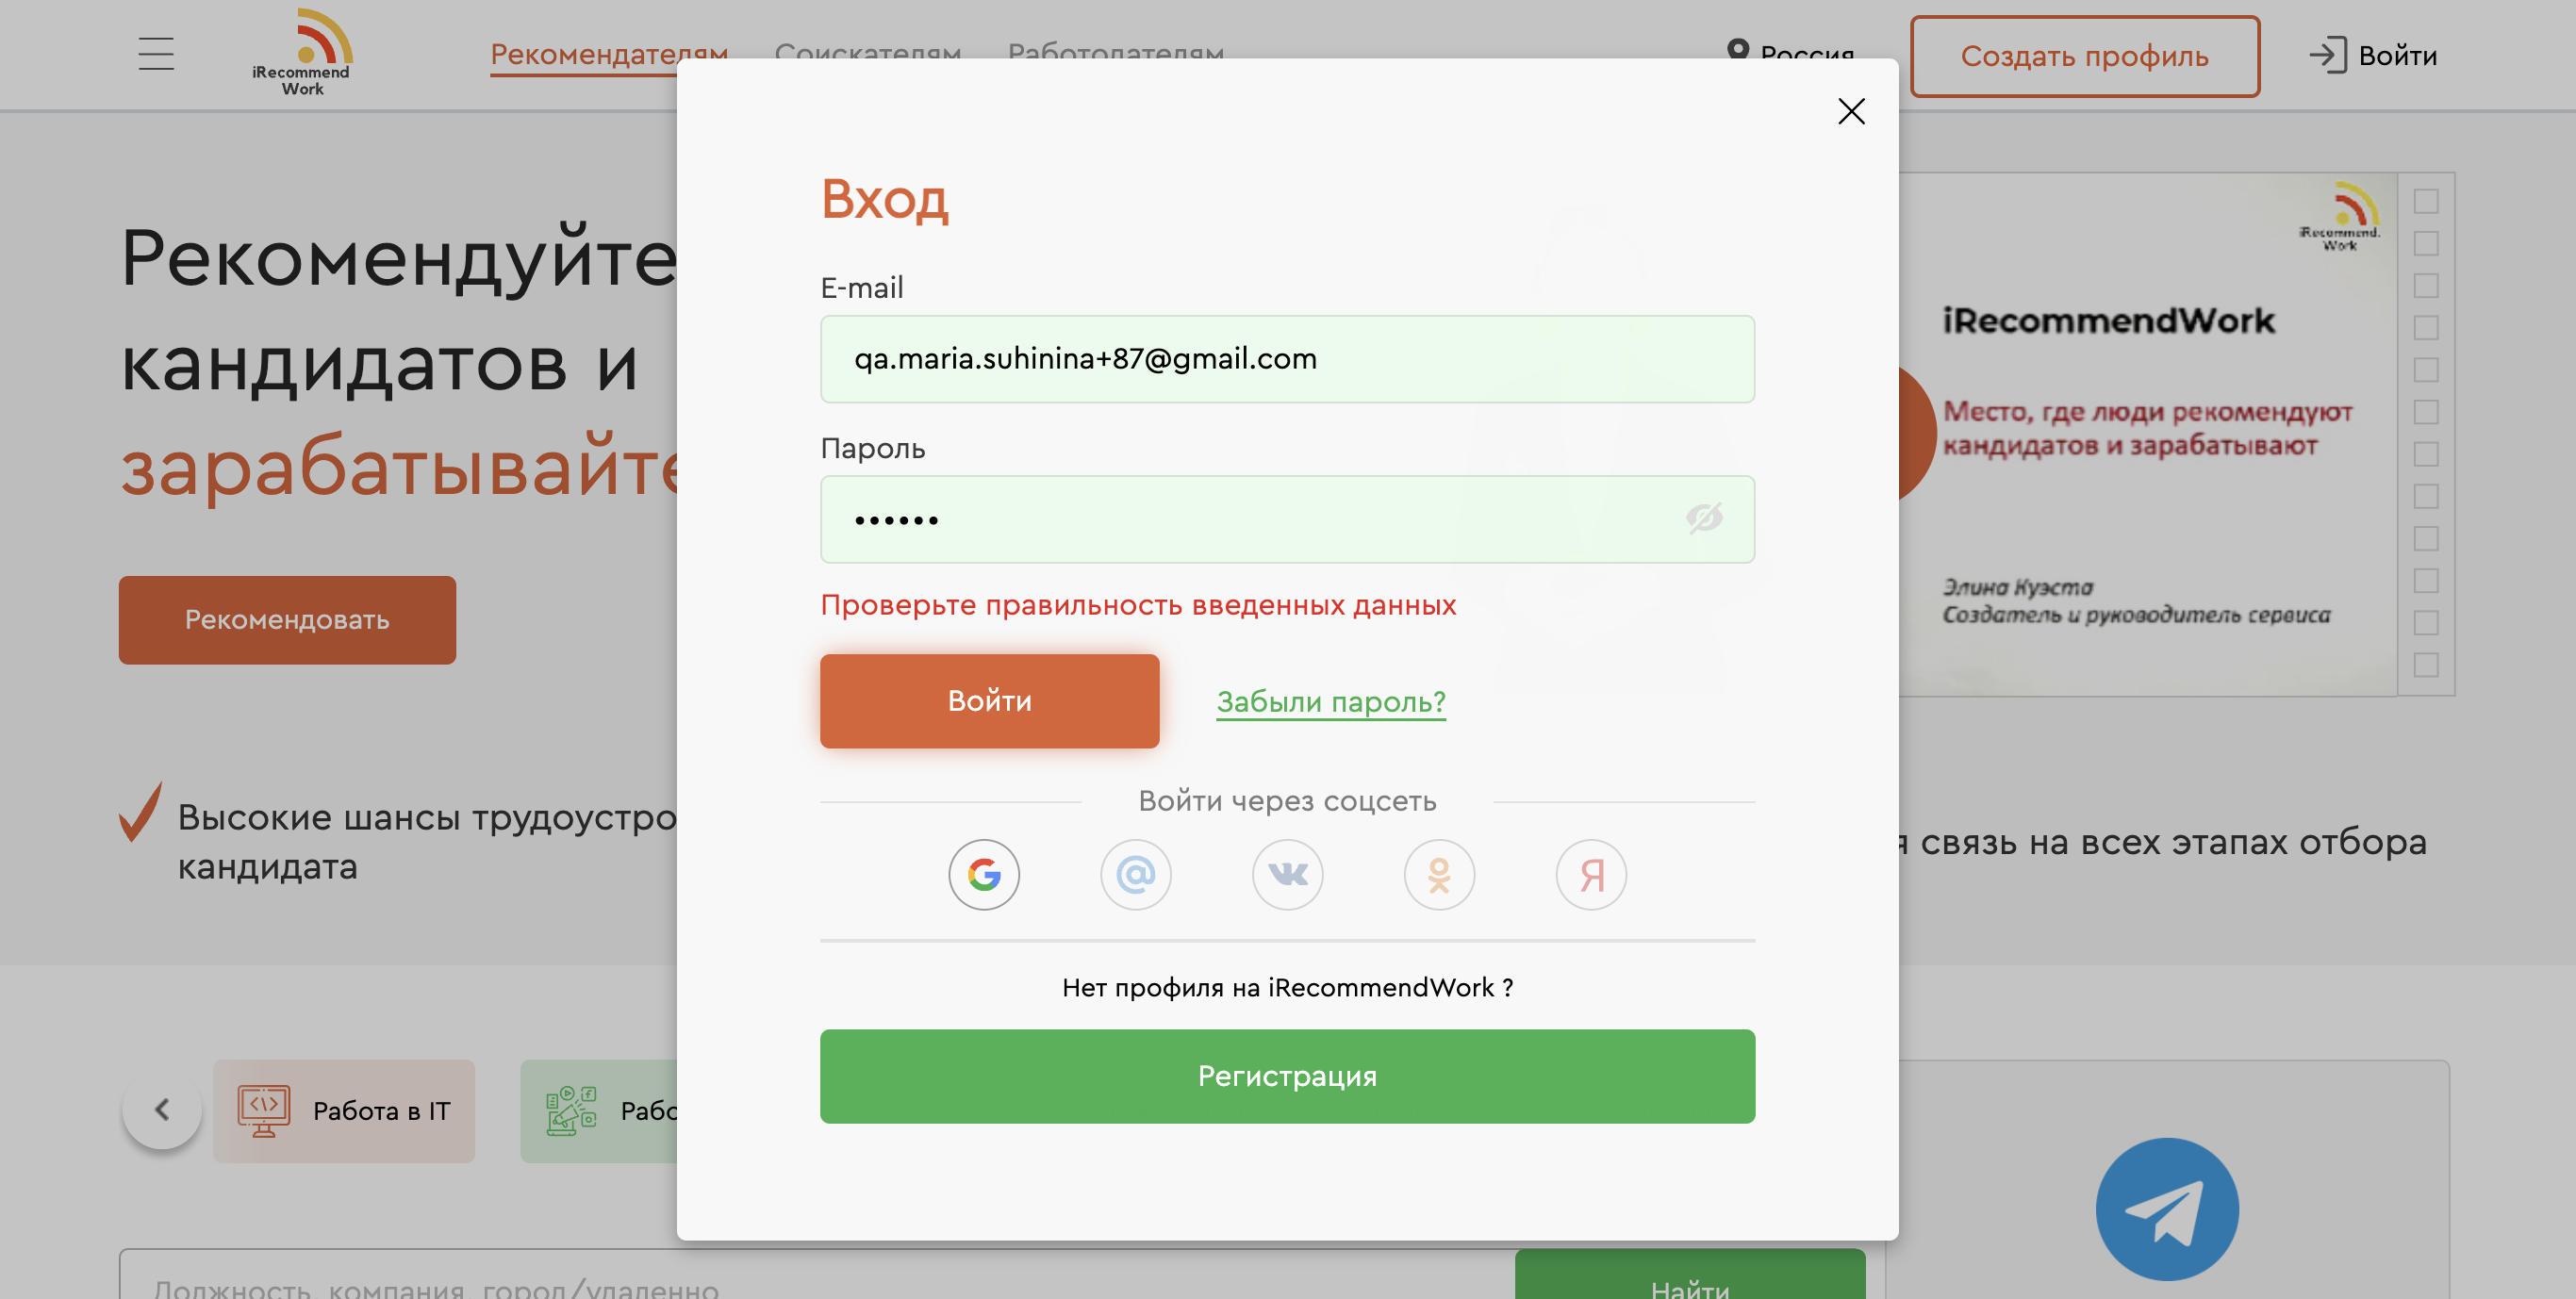 iRecommend
Work
Рекомендателям
Соискателям
Работодателям
Россия
Создать профиль
Войти
Рекомендуйте
кандидатов и
зарабатывайте
Рекомендовать
Высокие шансы трудоустро
кандидата
Вход
E-mail
qa.maria.suhinina+87@gmail.com
Пароль
••••••
Проверьте правильность введенных данных
Войти
Забыли пароль?
Войти через соцсеть
Нет профиля на iRecommendWork ?
Регистрация
iRecommend.
Work
iRecommendWork
Место, где люди рекомендуют
кандидатов и зарабатывают
Элина Куэста
Создатель и руководитель сервиса
я связь на всех этапах отбора
Работа в IT
Рабо
Должность, компания, город/удаленно
Найти